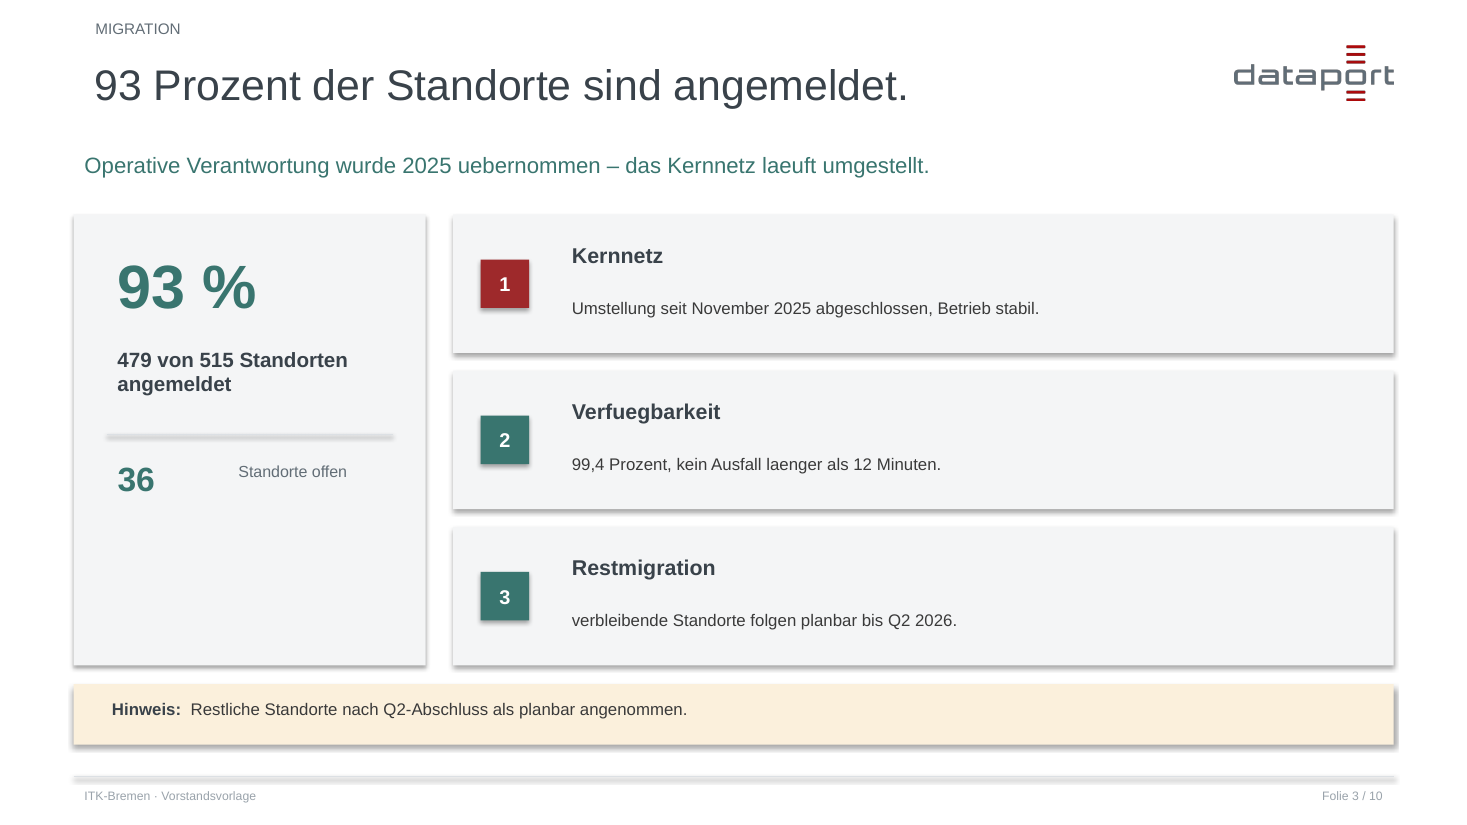 MIGRATION
93 Prozent der Standorte sind angemeldet.
dataport
Operative Verantwortung wurde 2025 uebernommen – das Kernnetz laeuft umgestellt.
93 %
479 von 515 Standorten
angemeldet
36
Standorte offen
1
Kernnetz
Umstellung seit November 2025 abgeschlossen, Betrieb stabil.
2
Verfuegbarkeit
99,4 Prozent, kein Ausfall laenger als 12 Minuten.
3
Restmigration
verbleibende Standorte folgen planbar bis Q2 2026.
Hinweis: Restliche Standorte nach Q2-Abschluss als planbar angenommen.
ITK-Bremen · Vorstandsvorlage
Folie 3 / 10